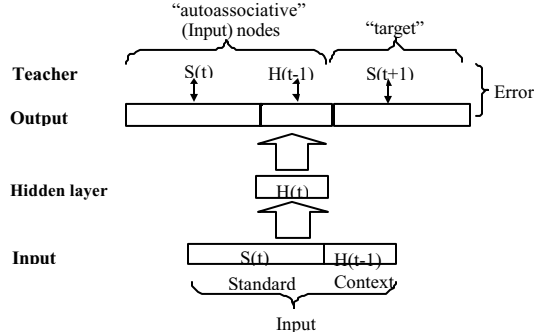 “autoassociative” “target”
(Input) nodes
Teacher S(t) H(t-1) S(t+1)
Error
Output
Hidden layer H(t)
Input S(t) H(t-1)
Standard Context
Input